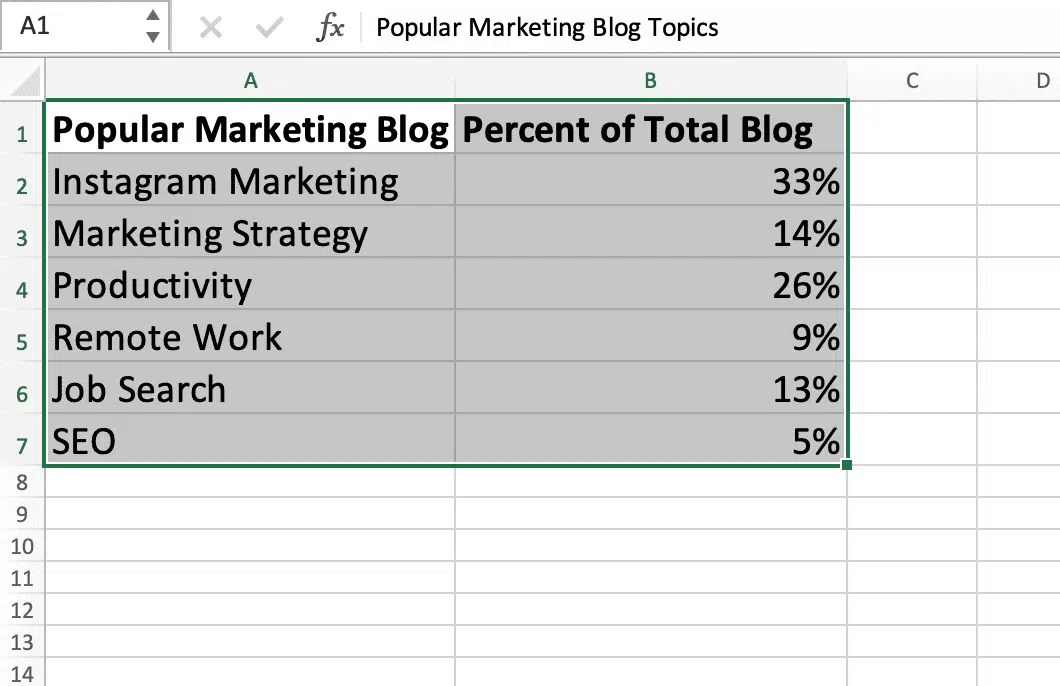 A1 fx Popular Marketing Blog Topics
A B C D
1 Popular Marketing Blog Percent of Total Blog
2 Instagram Marketing 33%
3 Marketing Strategy 14%
4 Productivity 26%
5 Remote Work 9%
6 Job Search 13%
7 SEO 5%
8
9
10
11
12
13
14